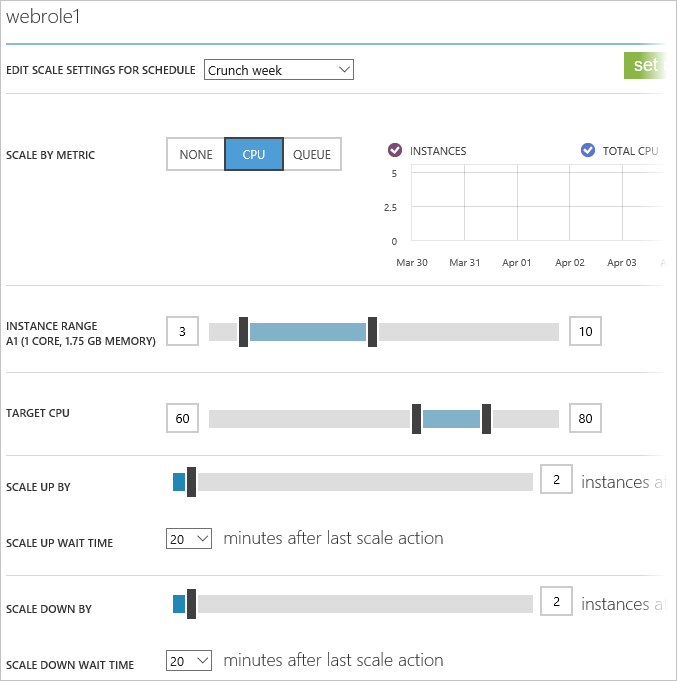 webrole1
EDIT SCALE SETTINGS FOR SCHEDULE Crunch week set
SCALE BY METRIC NONE CPU QUEUE
INSTANCES TOTAL CPU
5
2.5
0
Mar 30 Mar 31 Apr 01 Apr 02 Apr 03
INSTANCE RANGE
A1 (1 CORE, 1.75 GB MEMORY)
3 10
TARGET CPU 60 80
SCALE UP BY 2 instances
SCALE UP WAIT TIME 20 minutes after last scale action
SCALE DOWN BY 2 instances
SCALE DOWN WAIT TIME 20 minutes after last scale action